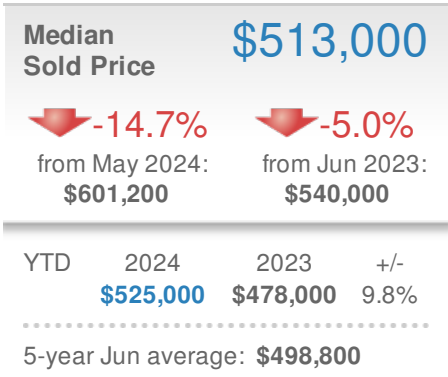 Median $513,000
Sold Price
-14.7% -5.0%
from May 2024: from Jun 2023:
$601,200 $540,000
YTD 2024 2023 +/-
$525,000 $478,000 9.8%
5-year Jun average: $498,800